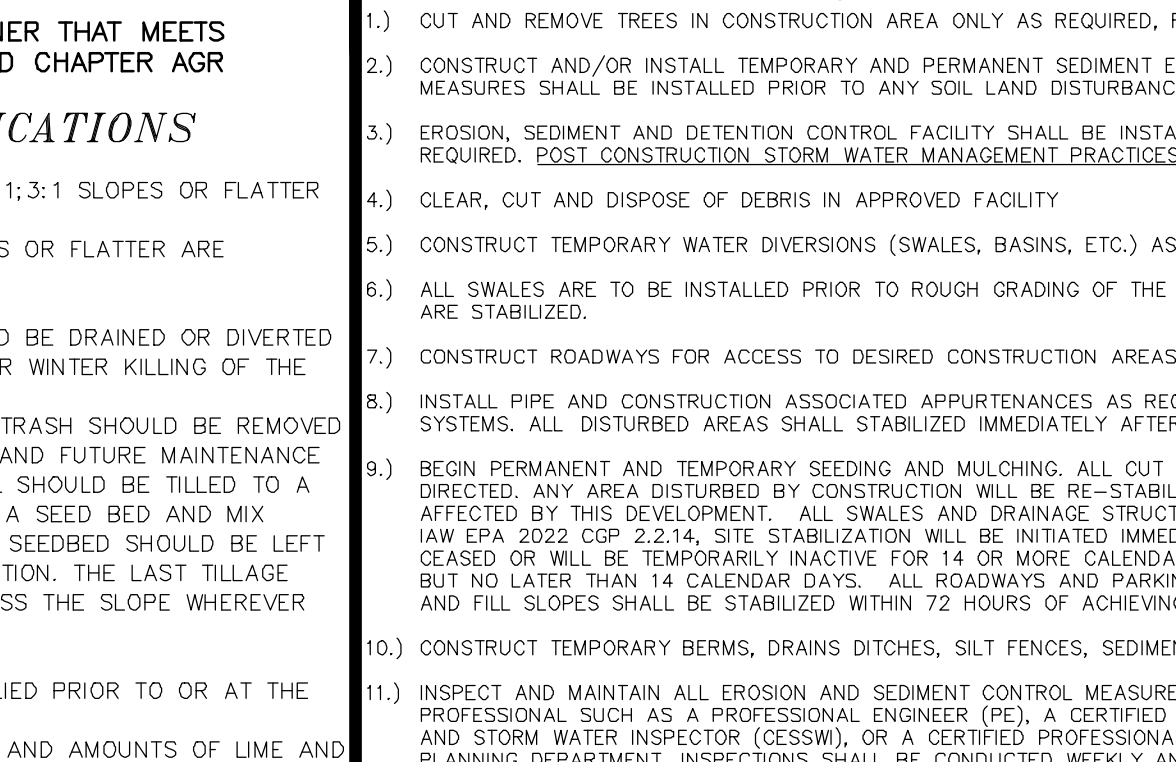 NER THAT MEETS
D CHAPTER AGR
ICATIONS
1;3:1 SLOPES OR FLATTER
S OR FLATTER ARE
D BE DRAINED OR DIVERTED
R WINTER KILLING OF THE
TRASH SHOULD BE REMOVED
AND FUTURE MAINTENANCE
L SHOULD BE TILLED TO A
A SEED BED AND MIX
SEEDBED SHOULD BE LEFT
TION. THE LAST TILLAGE
SS THE SLOPE WHEREVER
LIED PRIOR TO OR AT THE
AND AMOUNTS OF LIME AND
1.) CUT AND REMOVE TREES IN CONSTRUCTION AREA ONLY AS REQUIRED,
2.) CONSTRUCT AND/OR INSTALL TEMPORARY AND PERMANENT SEDIMENT E
MEASURES SHALL BE INSTALLED PRIOR TO ANY SOIL LAND DISTURBANC
3.) EROSION, SEDIMENT AND DETENTION CONTROL FACILITY SHALL BE INSTA
REQUIRED. POST CONSTRUCTION STORM WATER MANAGEMENT PRACTICES
4.) CLEAR, CUT AND DISPOSE OF DEBRIS IN APPROVED FACILITY
5.) CONSTRUCT TEMPORARY WATER DIVERSIONS (SWALES, BASINS, ETC.) AS
6.) ALL SWALES ARE TO BE INSTALLED PRIOR TO ROUGH GRADING OF THE
ARE STABILIZED.
7.) CONSTRUCT ROADWAYS FOR ACCESS TO DESIRED CONSTRUCTION AREAS
8.) INSTALL PIPE AND CONSTRUCTION ASSOCIATED APPURTENANCES AS REQ
SYSTEMS. ALL DISTURBED AREAS SHALL STABILIZED IMMEDIATELY AFTER
9.) BEGIN PERMANENT AND TEMPORARY SEEDING AND MULCHING. ALL CUT
DIRECTED. ANY AREA DISTURBED BY CONSTRUCTION WILL BE RE-STABIL
AFFECTED BY THIS DEVELOPMENT. ALL SWALES AND DRAINAGE STRUCT
IAW EPA 2022 CGP 2.2.14, SITE STABILIZATION WILL BE INITIATED IMMED
CEASED OR WILL BE TEMPORARILY INACTIVE FOR 14 OR MORE CALENDA
BUT NO LATER THAN 14 CALENDAR DAYS. ALL ROADWAYS AND PARKIN
AND FILL SLOPES SHALL BE STABILIZED WITHIN 72 HOURS OF ACHIEVING
10.) CONSTRUCT TEMPORARY BERMS, DRAINS DITCHES, SILT FENCES, SEDIMEN
11.) INSPECT AND MAINTAIN ALL EROSION AND SEDIMENT CONTROL MEASURE
PROFESSIONAL SUCH AS A PROFESSIONAL ENGINEER (PE), A CERTIFIED
AND STORM WATER INSPECTOR (CESSWI), OR A CERTIFIED PROFESSIONA
PLANNING DEPARTMENT. INSPECTIONS SHALL BE CONDUCTED WEEKLY AN